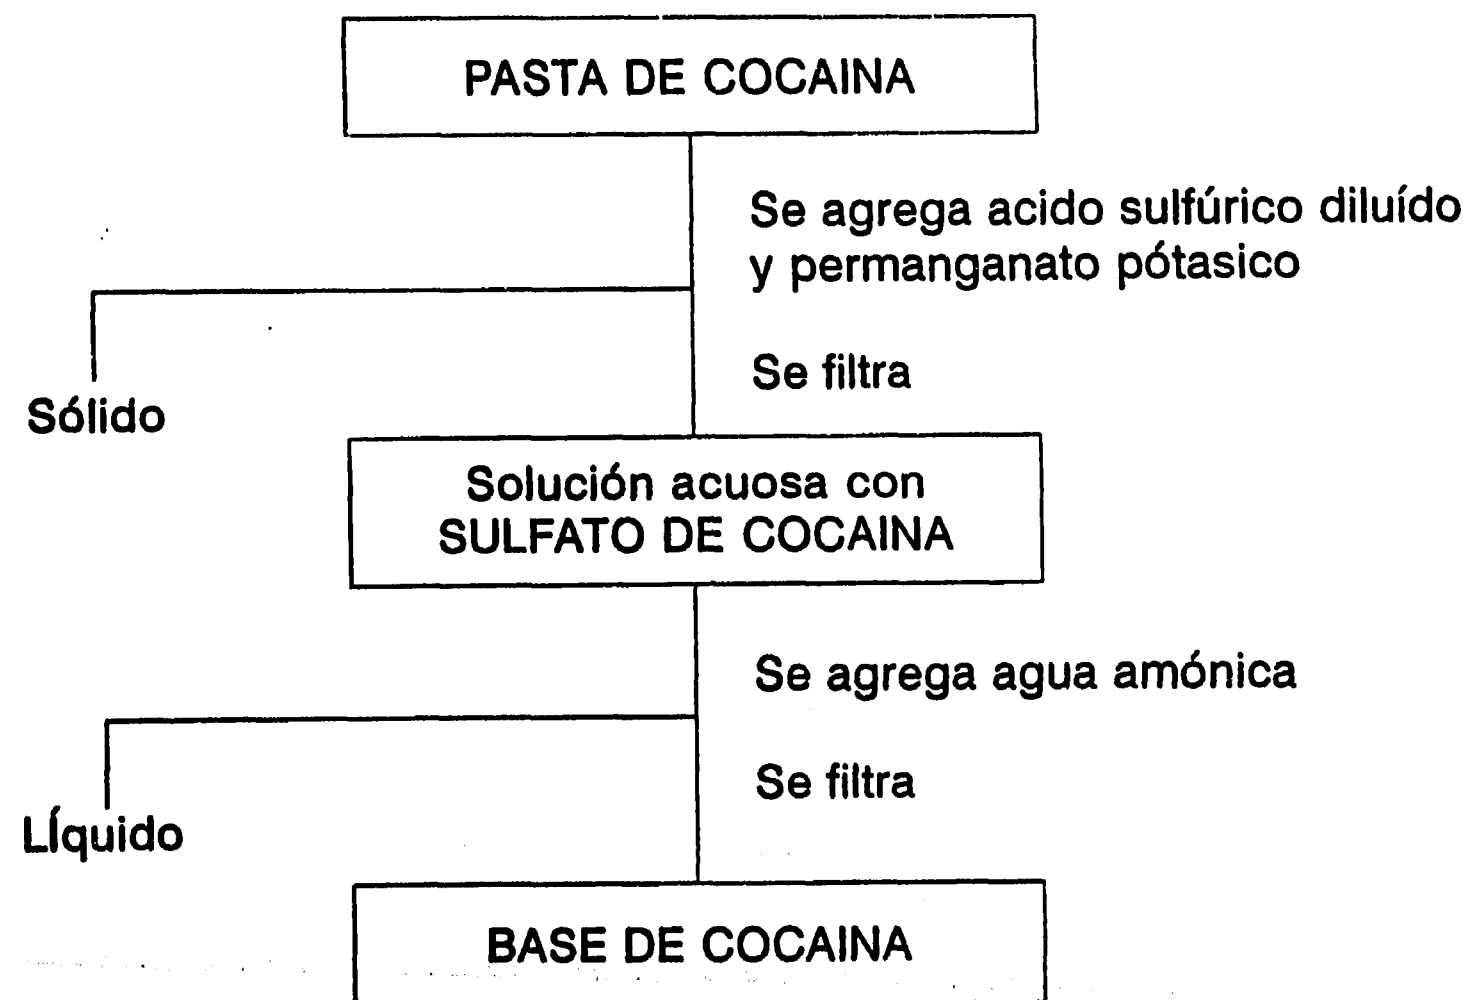 PASTA DE COCAINA
Se agrega acido sulfúrico diluído
y permanganato pótasico
Se filtra
Sólido
Solución acuosa con
SULFATO DE COCAINA
Se agrega agua amónica
Se filtra
Líquido
BASE DE COCAINA